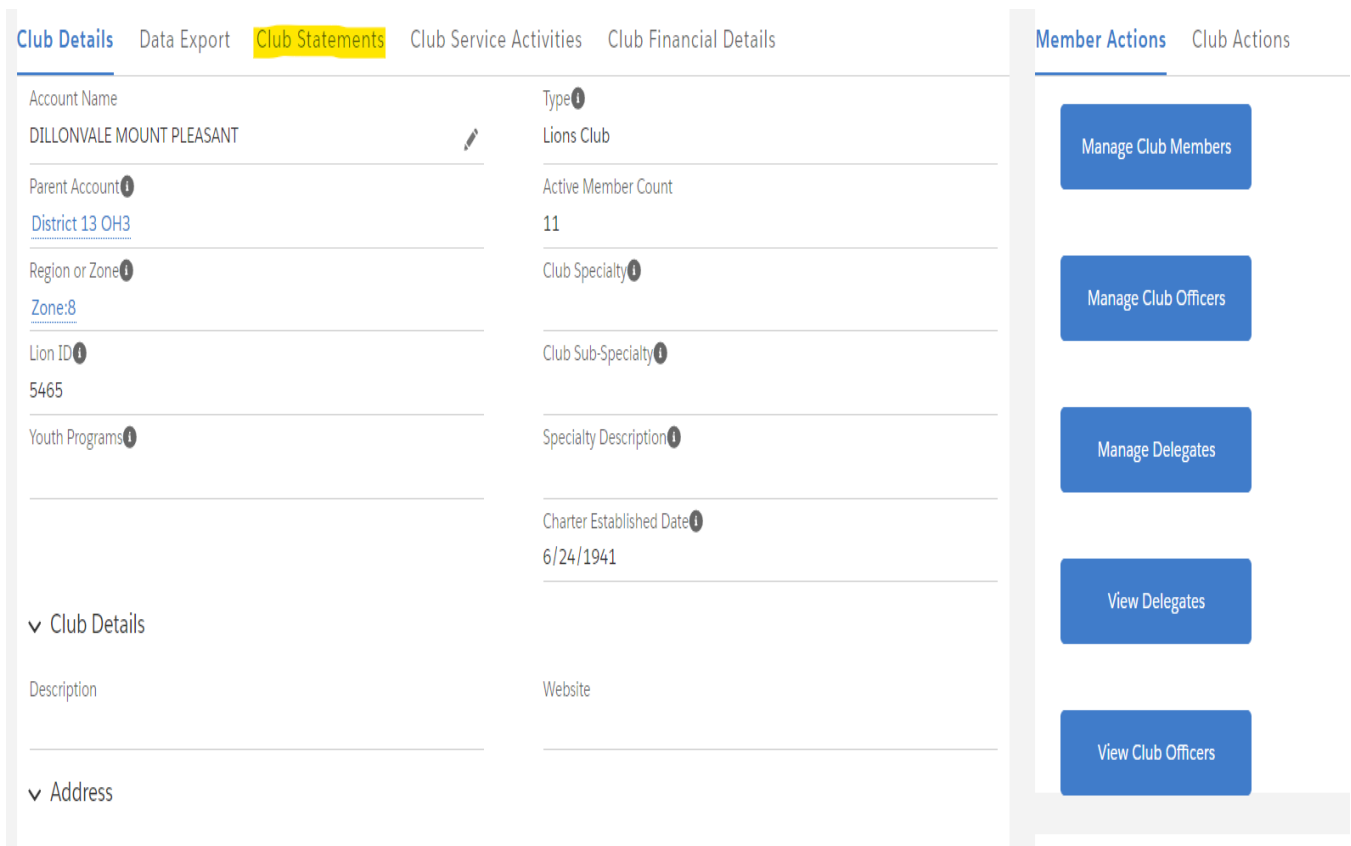 Club Details Data Export Club Statements Club Service Activities Club Financial Details
Account Name
DILLONVALE MOUNT PLEASANT
Type
Lions Club
Parent Account
District 13 OH3
Active Member Count
11
Region or Zone
Zone:8
Club Specialty
Lion ID
5465
Club Sub-Specialty
Youth Programs
Specialty Description
Charter Established Date
6/24/1941
Club Details
Description
Website
Address
Member Actions Club Actions
Manage Club Members
Manage Club Officers
Manage Delegates
View Delegates
View Club Officers